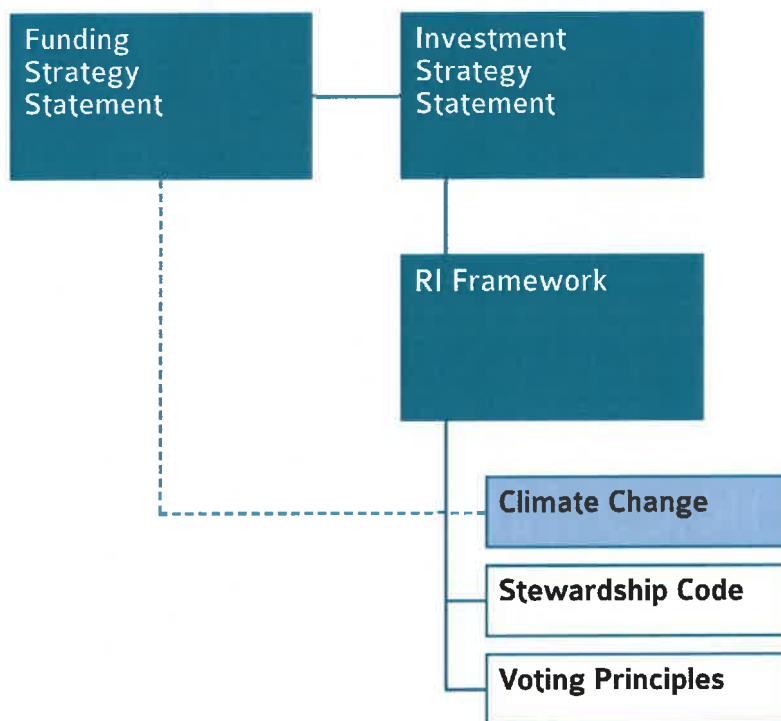 Funding
Strategy
Statement
Investment
Strategy
Statement
RI Framework
Climate Change
Stewardship Code
Voting Principles